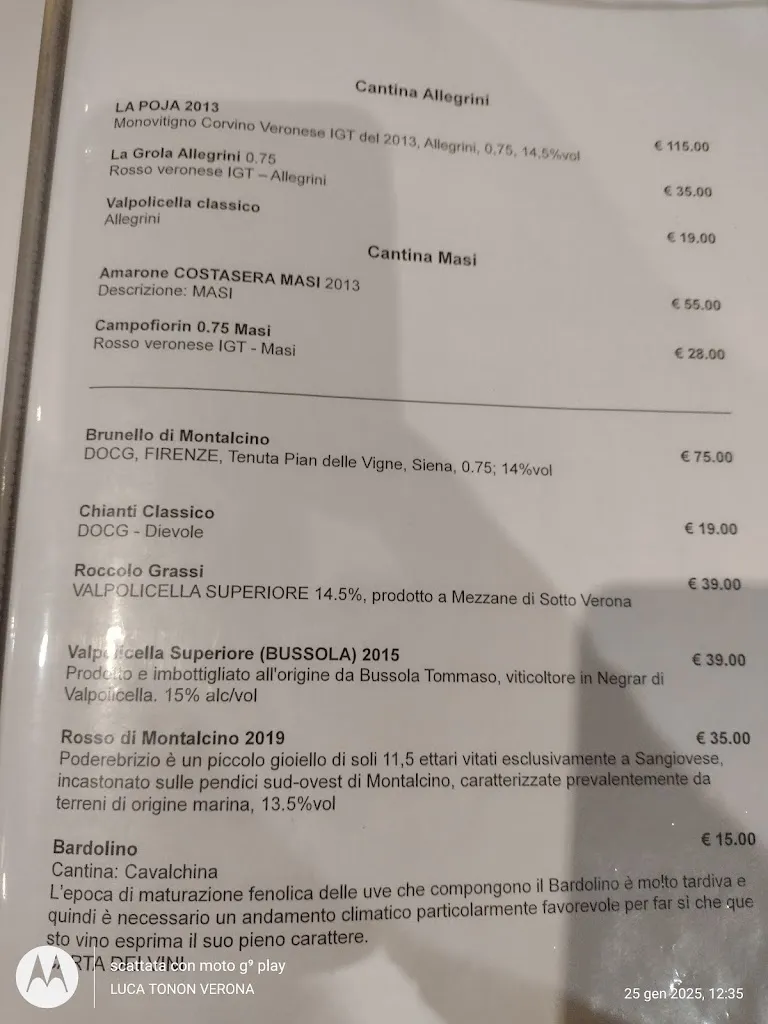 Cantina Allegrini
LA POJA 2013
Monovitigno Corvino Veronese IGT del 2013, Allegrini, 0,75, 14,5%vol
€ 115.00
La Grola Allegrini 0.75
Rosso veronese IGT – Allegrini
€ 35.00
Valpolicella classico
Allegrini
€ 19.00
Cantina Masi
Amarone COSTASERA MASI 2013
Descrizione: MASI
€ 55.00
Campofiorin 0.75 Masi
Rosso veronese IGT - Masi
€ 28.00
Brunello di Montalcino
DOCG, FIRENZE, Tenuta Pian delle Vigne, Siena, 0.75; 14%vol
€ 75.00
Chianti Classico
DOCG - Dievole
€ 19.00
Roccolo Grassi
VALPOLICELLA SUPERIORE 14.5%, prodotto a Mezzane di Sotto Verona
€ 39.00
Valpolicella Superiore (BUSSOLA) 2015
Prodotto e imbottigliato all'origine da Bussola Tommaso, viticoltore in Negrar di
Valpolicella. 15% alc/vol
€ 39.00
Rosso di Montalcino 2019
€ 35.00
Poderebrizio è un piccolo gioiello di soli 11,5 ettari vitati esclusivamente a Sangiovese,
incastonato sulle pendici sud-ovest di Montalcino, caratterizzate prevalentemente da
terreni di origine marina, 13.5%vol
Bardolino
€ 15.00
Cantina: Cavalchina
L'epoca di maturazione fenolica delle uve che compongono il Bardolino è molto tardiva e
quindi è necessario un andamento climatico particolarmente favorevole per far sì che que
sto vino esprima il suo pieno carattere.
scattata con moto g⁹ play
LUCA TONON VERONA
25 gen 2025, 12:35